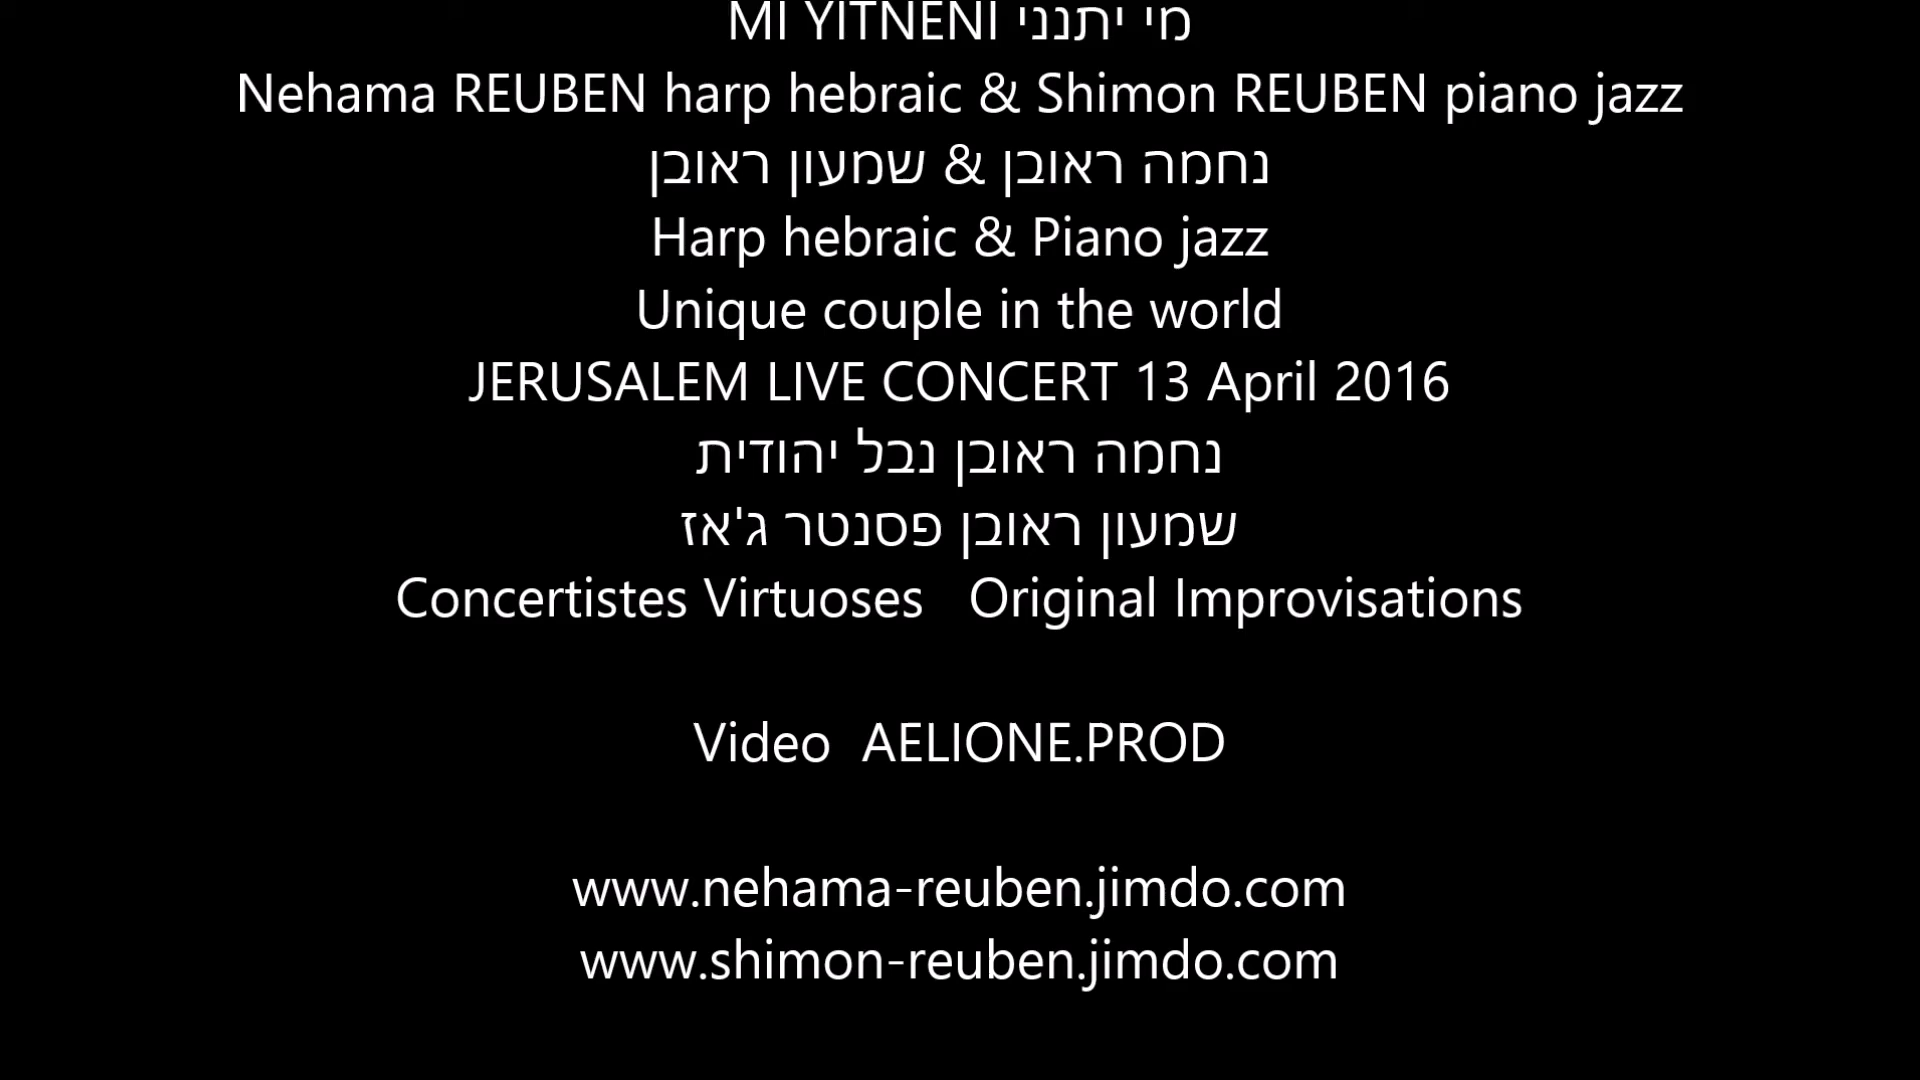 MI YITNENI מי יתנני
Nehama REUBEN harp hebraic & Shimon REUBEN piano jazz
נחמה ראובן & שמעון ראובן
Harp hebraic & Piano jazz
Unique couple in the world
JERUSALEM LIVE CONCERT 13 April 2016
נחמה ראובן נבל יהודית
שמעון ראובן פסנטר ג'אז
Concertistes Virtuoses   Original Improvisations
Video  AELIONE.PROD
www.nehama-reuben.jimdo.com
www.shimon-reuben.jimdo.com